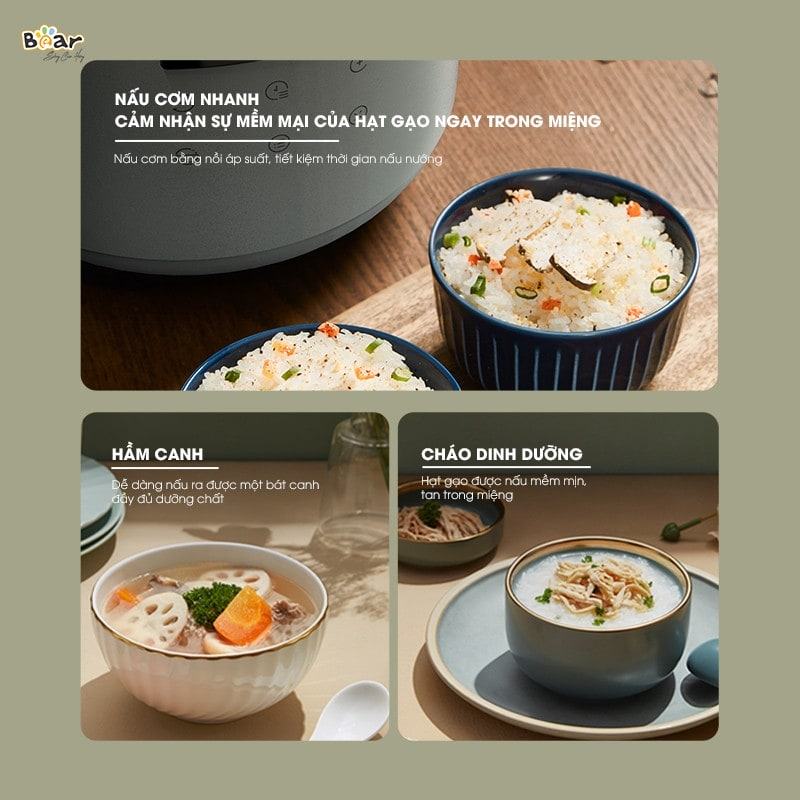 Bear
NẤU CƠM NHANH
CẢM NHẬN SỰ MỀM MẠI CỦA HẠT GẠO NGAY TRONG MIỆNG
Nấu cơm bằng nồi áp suất, tiết kiệm thời gian nấu nướng
HẦM CANH
Dễ dàng nấu ra được một bát canh
đầy đủ dưỡng chất
CHÁO DINH DƯỠNG
Hạt gạo được nấu mềm mịn,
tan trong miệng